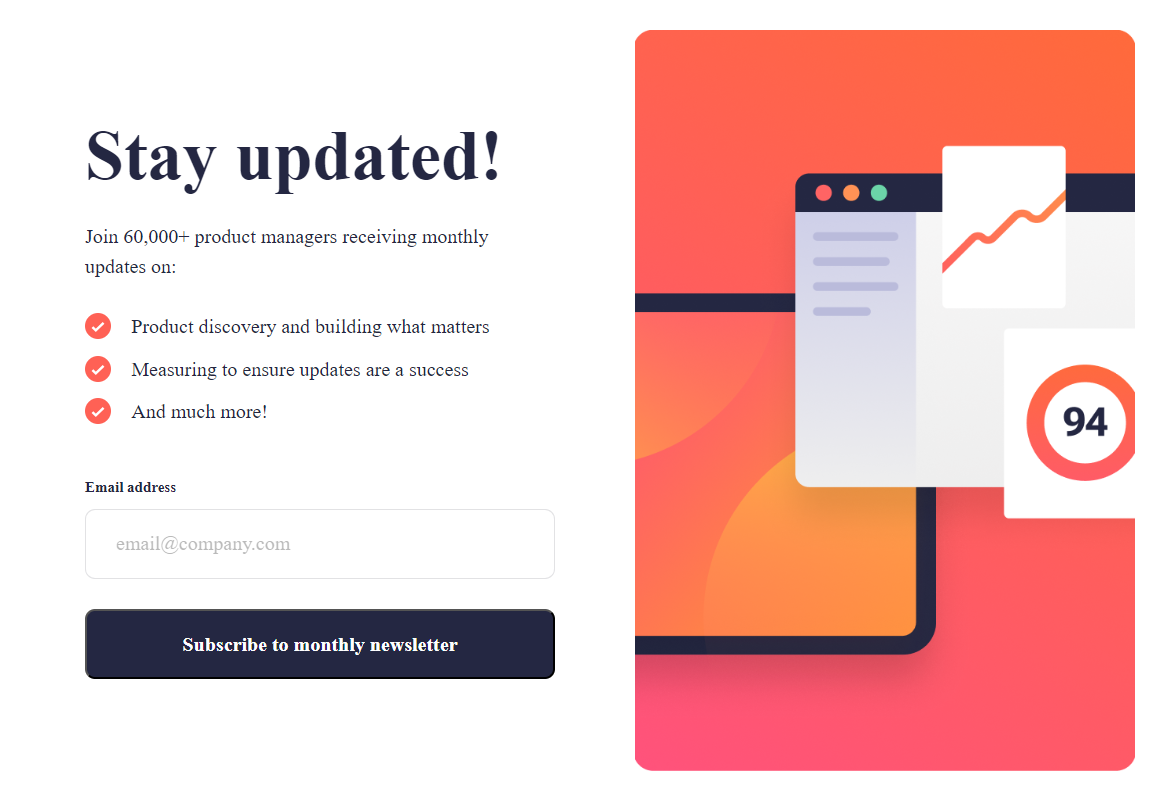 Stay updated!
Join 60,000+ product managers receiving monthly
updates on:
Product discovery and building what matters
Measuring to ensure updates are a success
And much more!
Email address
email@company.com
Subscribe to monthly newsletter
94